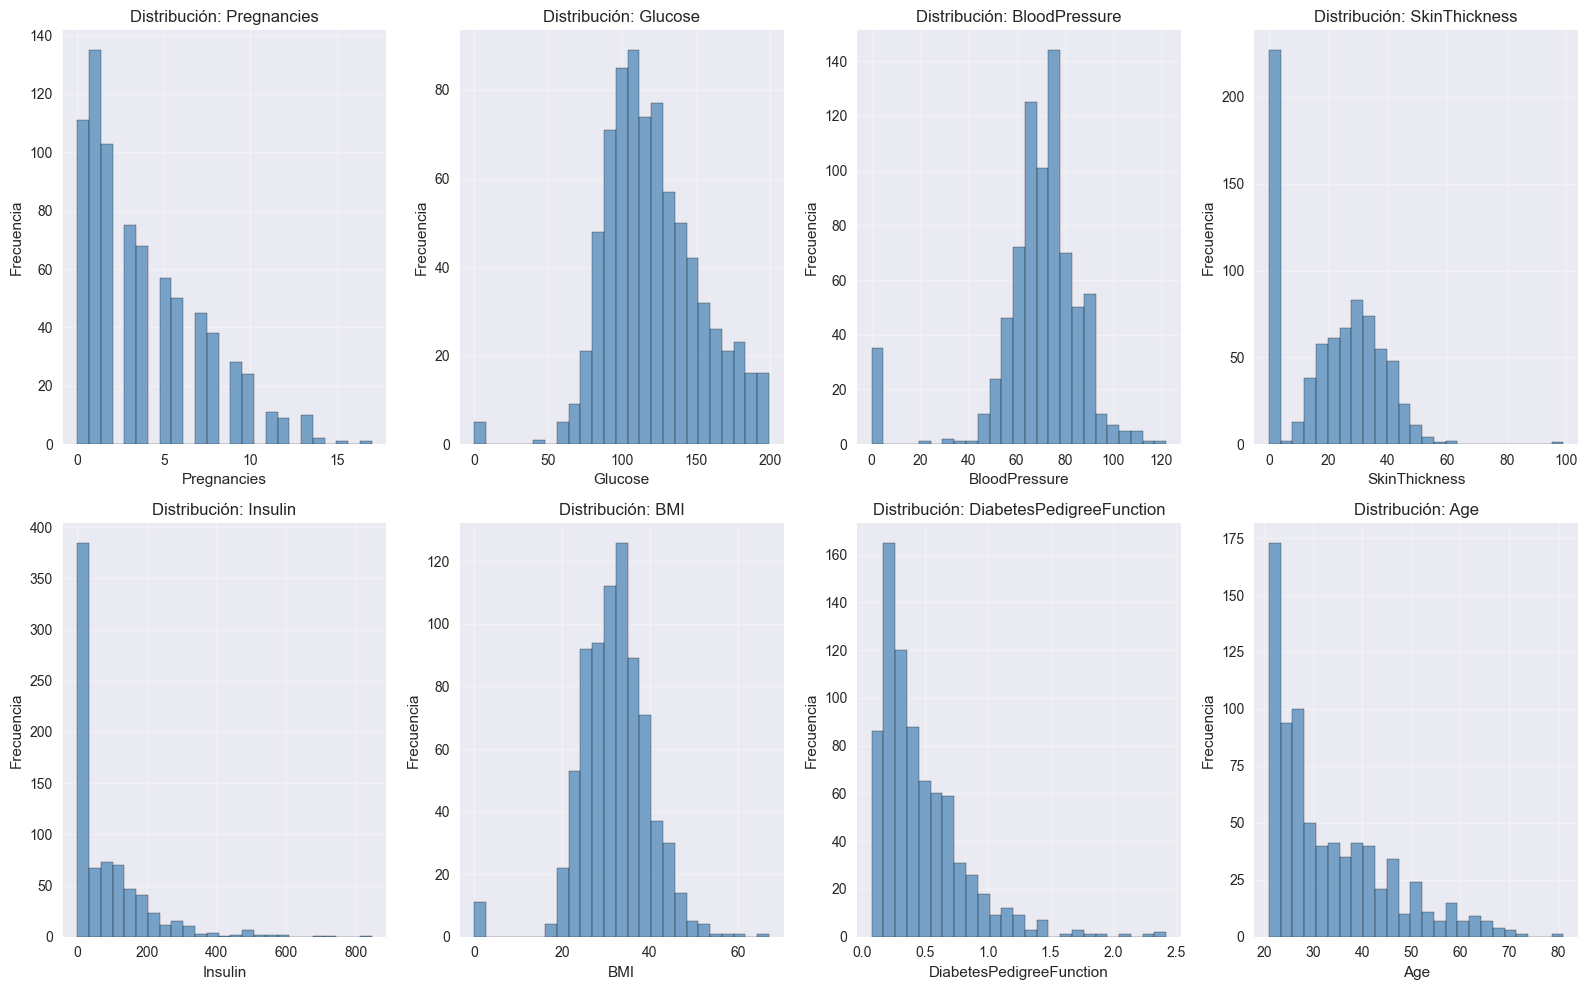 Distribución: Pregnancies
Frecuencia
140
120
100
80
60
40
20
0
0 5 10 15
Pregnancies
Distribución: Glucose
Frecuencia
80
60
40
20
0
0 50 100 150 200
Glucose
Distribución: BloodPressure
Frecuencia
140
120
100
80
60
40
20
0
0 20 40 60 80 100 120
BloodPressure
Distribución: SkinThickness
Frecuencia
200
150
100
50
0
0 20 40 60 80 100
SkinThickness
Distribución: Insulin
Frecuencia
400
350
300
250
200
150
100
50
0
0 200 400 600 800
Insulin
Distribución: BMI
Frecuencia
120
100
80
60
40
20
0
0 20 40 60
BMI
Distribución: DiabetesPedigreeFunction
Frecuencia
160
140
120
100
80
60
40
20
0
0.0 0.5 1.0 1.5 2.0 2.5
DiabetesPedigreeFunction
Distribución: Age
Frecuencia
175
150
125
100
75
50
25
0
20 30 40 50 60 70 80
Age